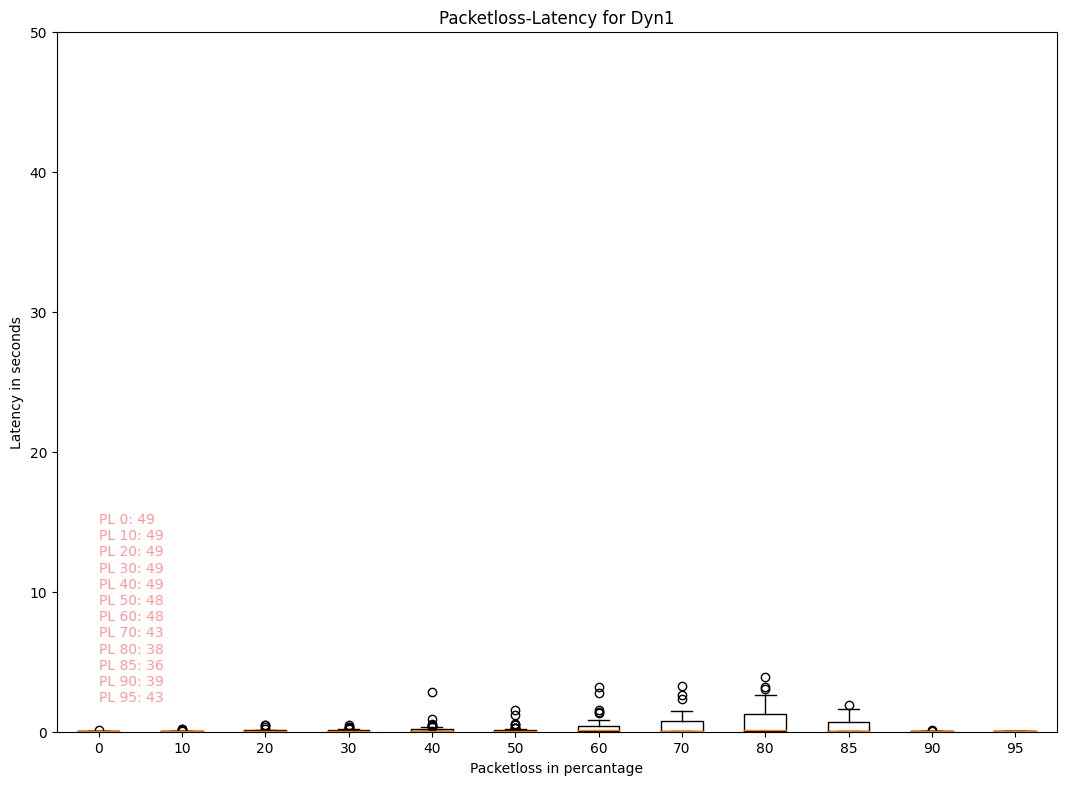 Packetloss-Latency for Dyn1
50
40
30
20
10
0
Latency in seconds
PL 0: 49
PL 10: 49
PL 20: 49
PL 30: 49
PL 40: 49
PL 50: 48
PL 60: 48
PL 70: 43
PL 80: 38
PL 85: 36
PL 90: 39
PL 95: 43
0 10 20 30 40 50 60 70 80 85 90 95
Packetloss in percantage